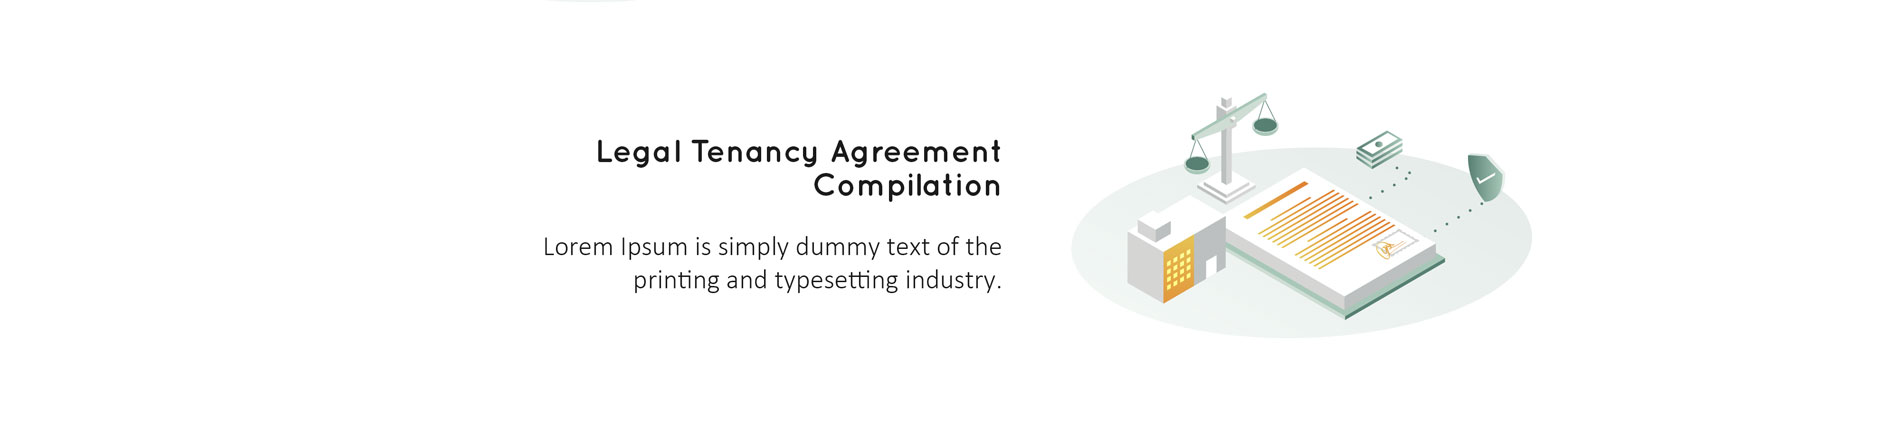 Legal Tenancy Agreement
Compilation
Lorem Ipsum is simply dummy text of the
printing and typesetting industry.